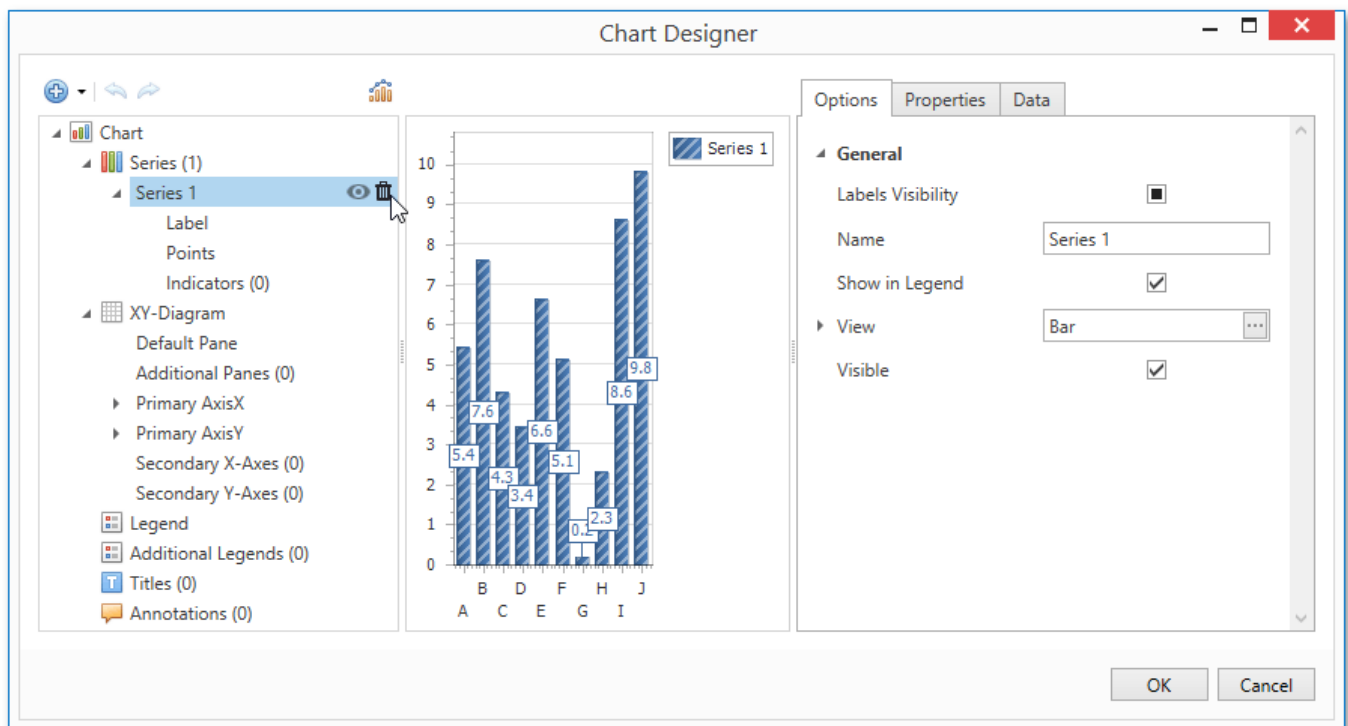 Chart Designer
Chart
Series (1)
Series 1
Label
Points
Indicators (0)
XY-Diagram
Default Pane
Additional Panes (0)
Primary AxisX
Primary AxisY
Secondary X-Axes (0)
Secondary Y-Axes (0)
Legend
Additional Legends (0)
T Titles (0)
Annotations (0)
Series 1
10
9
8
7
6
5
4
3
2
1
0
9.8
8.6
7.6
6.6
5.4
5.1
4.3
3.4
2.3
0.2
B D F H J
A C E G I
Options Properties Data
General
Labels Visibility
Name Series 1
Show in Legend
View Bar ...
Visible
OK Cancel